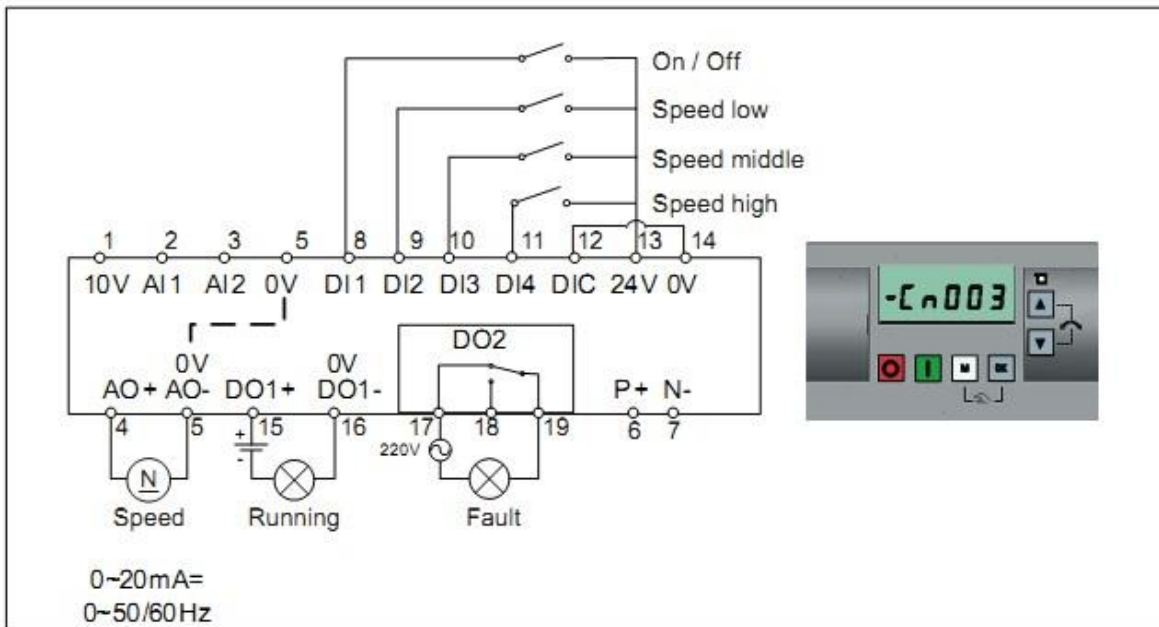 On / Off
Speed low
Speed middle
Speed high
1 2 3 5 8 9 10 11 12 13 14
10V AI1 AI2 0V DI1 DI2 DI3 DI4 DIC 24V 0V
-Cn003
DO2
0V 0V
AO+ AO- DO1+ DO1- P+ N-
4 5 15 16 17 18 19 6 7
+
-
220V
N
M OK
Speed Running Fault
0~20mA=
0~50/60Hz